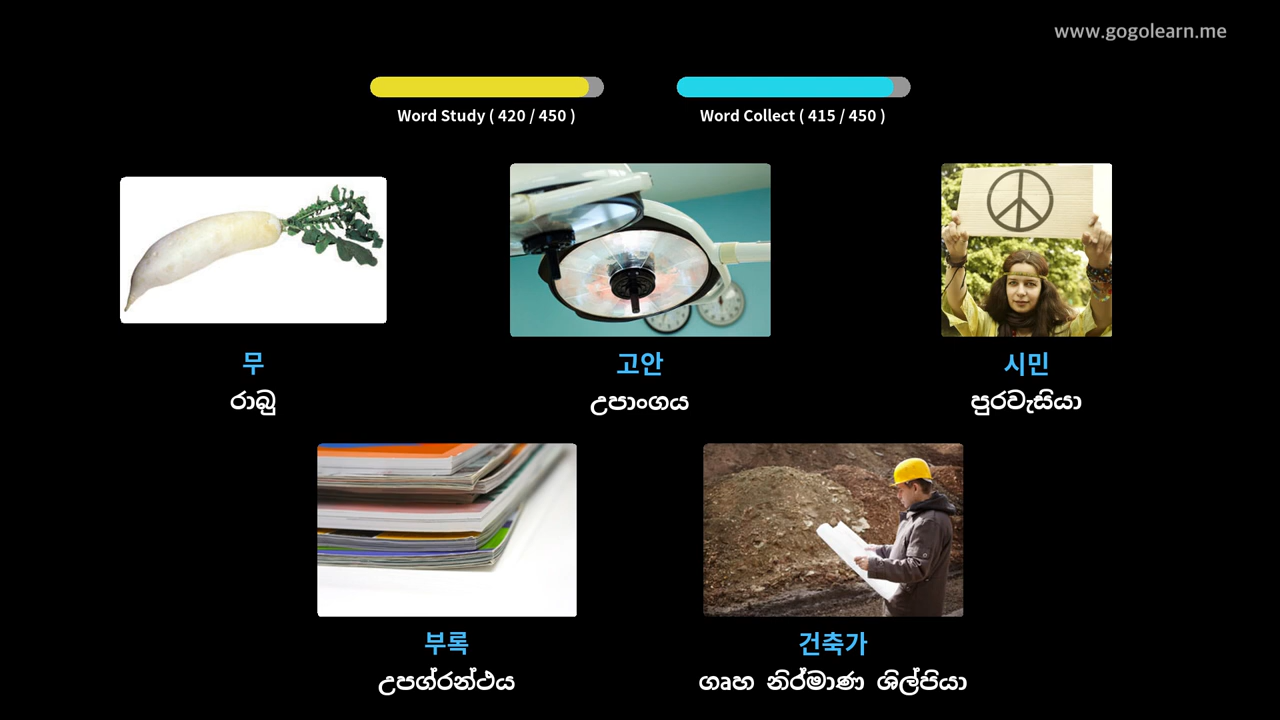 www.gogolearn.me
Word Study ( 420 / 450 )
Word Collect ( 415 / 450 )
무
රාබු
고안
උපාංගය
시민
පුරවැසියා
부록
උපග්රන්ථය
건축가
ගෘහ නිර්මාණ ශිල්පියා